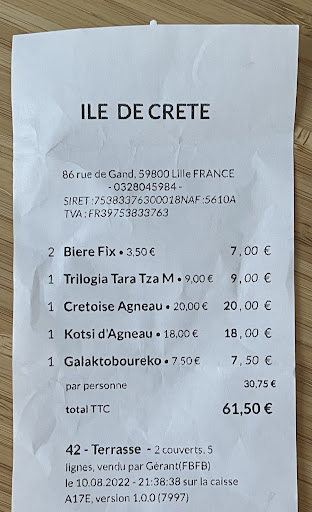 ILE DE CRETE
86 rue de Gand, 59800 Lille FRANCE
- 0328045984 -
SIRET :75383376300018NAF :5610A
TVA : FR39753833763
2 Biere Fix • 3,50 € 7,00 €
1 Trilogia Tara Tza M • 9,00 € 9,00 €
1 Cretoise Agneau • 20,00 € 20,00 €
1 Kotsi d'Agneau • 18,00 € 18,00 €
1 Galaktoboureko • 7,50 € 7,50 €
par personne 30,75 €
total TTC 61,50 €
42 - Terrasse - 2 couverts, 5
lignes, vendu par Gérant(FBFB)
le 10.08.2022 - 21:38:38 sur la caisse
A17E, version 1.0.0 (7997)